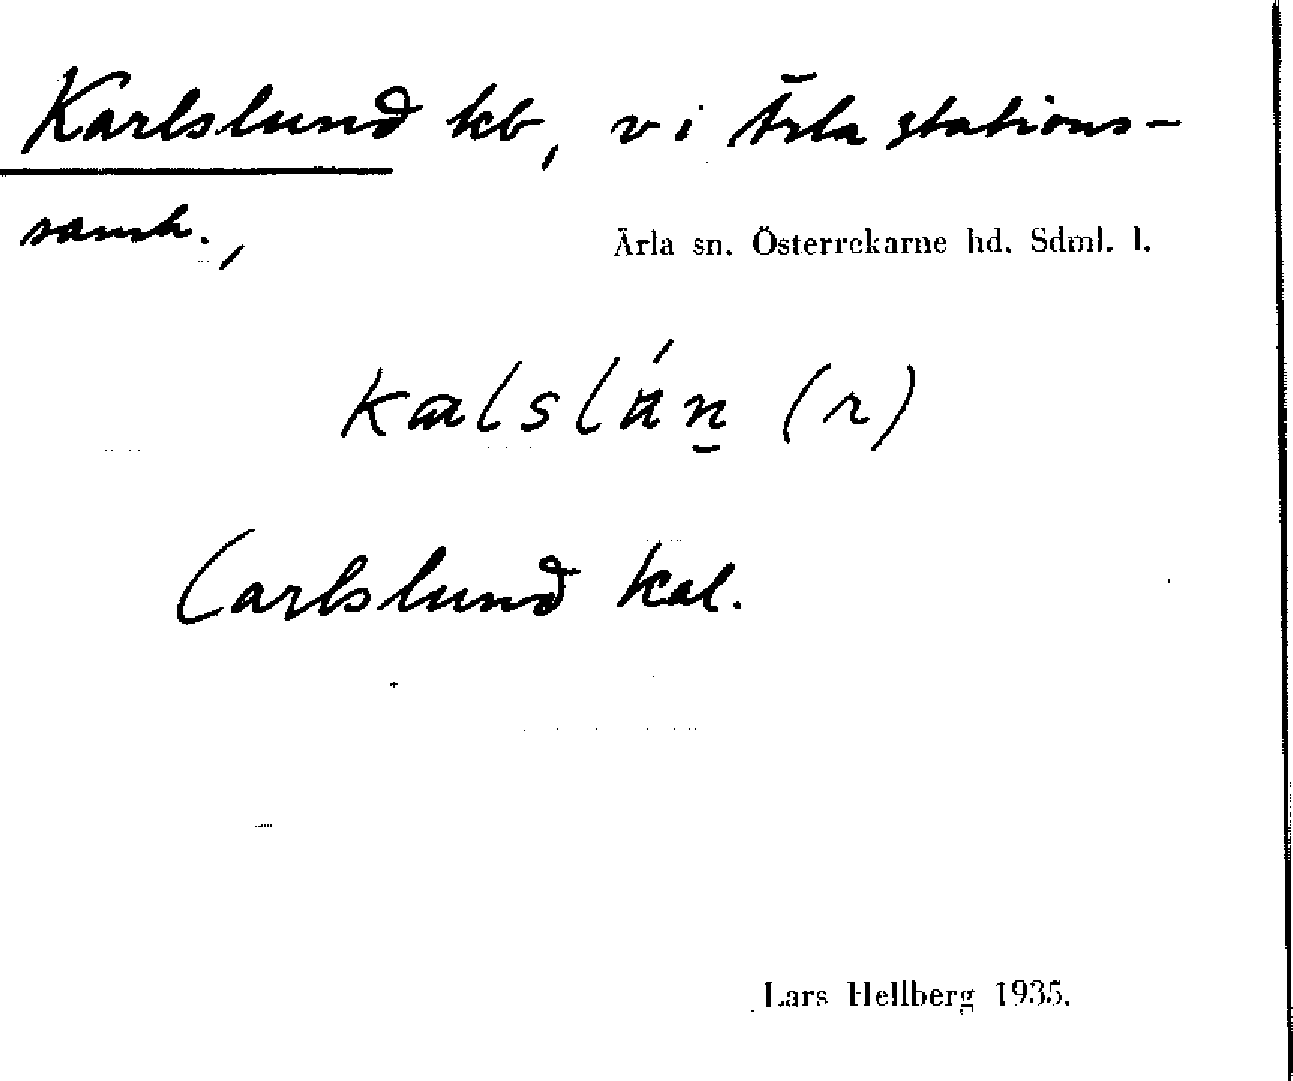 Karlslund kb, v i Ärla stations-
samh.,
Ärla sn. Österrekarne hd. Sdml. l.
kalslán̠ (r)
Carlslund kal.
Lars Hellberg 1935.